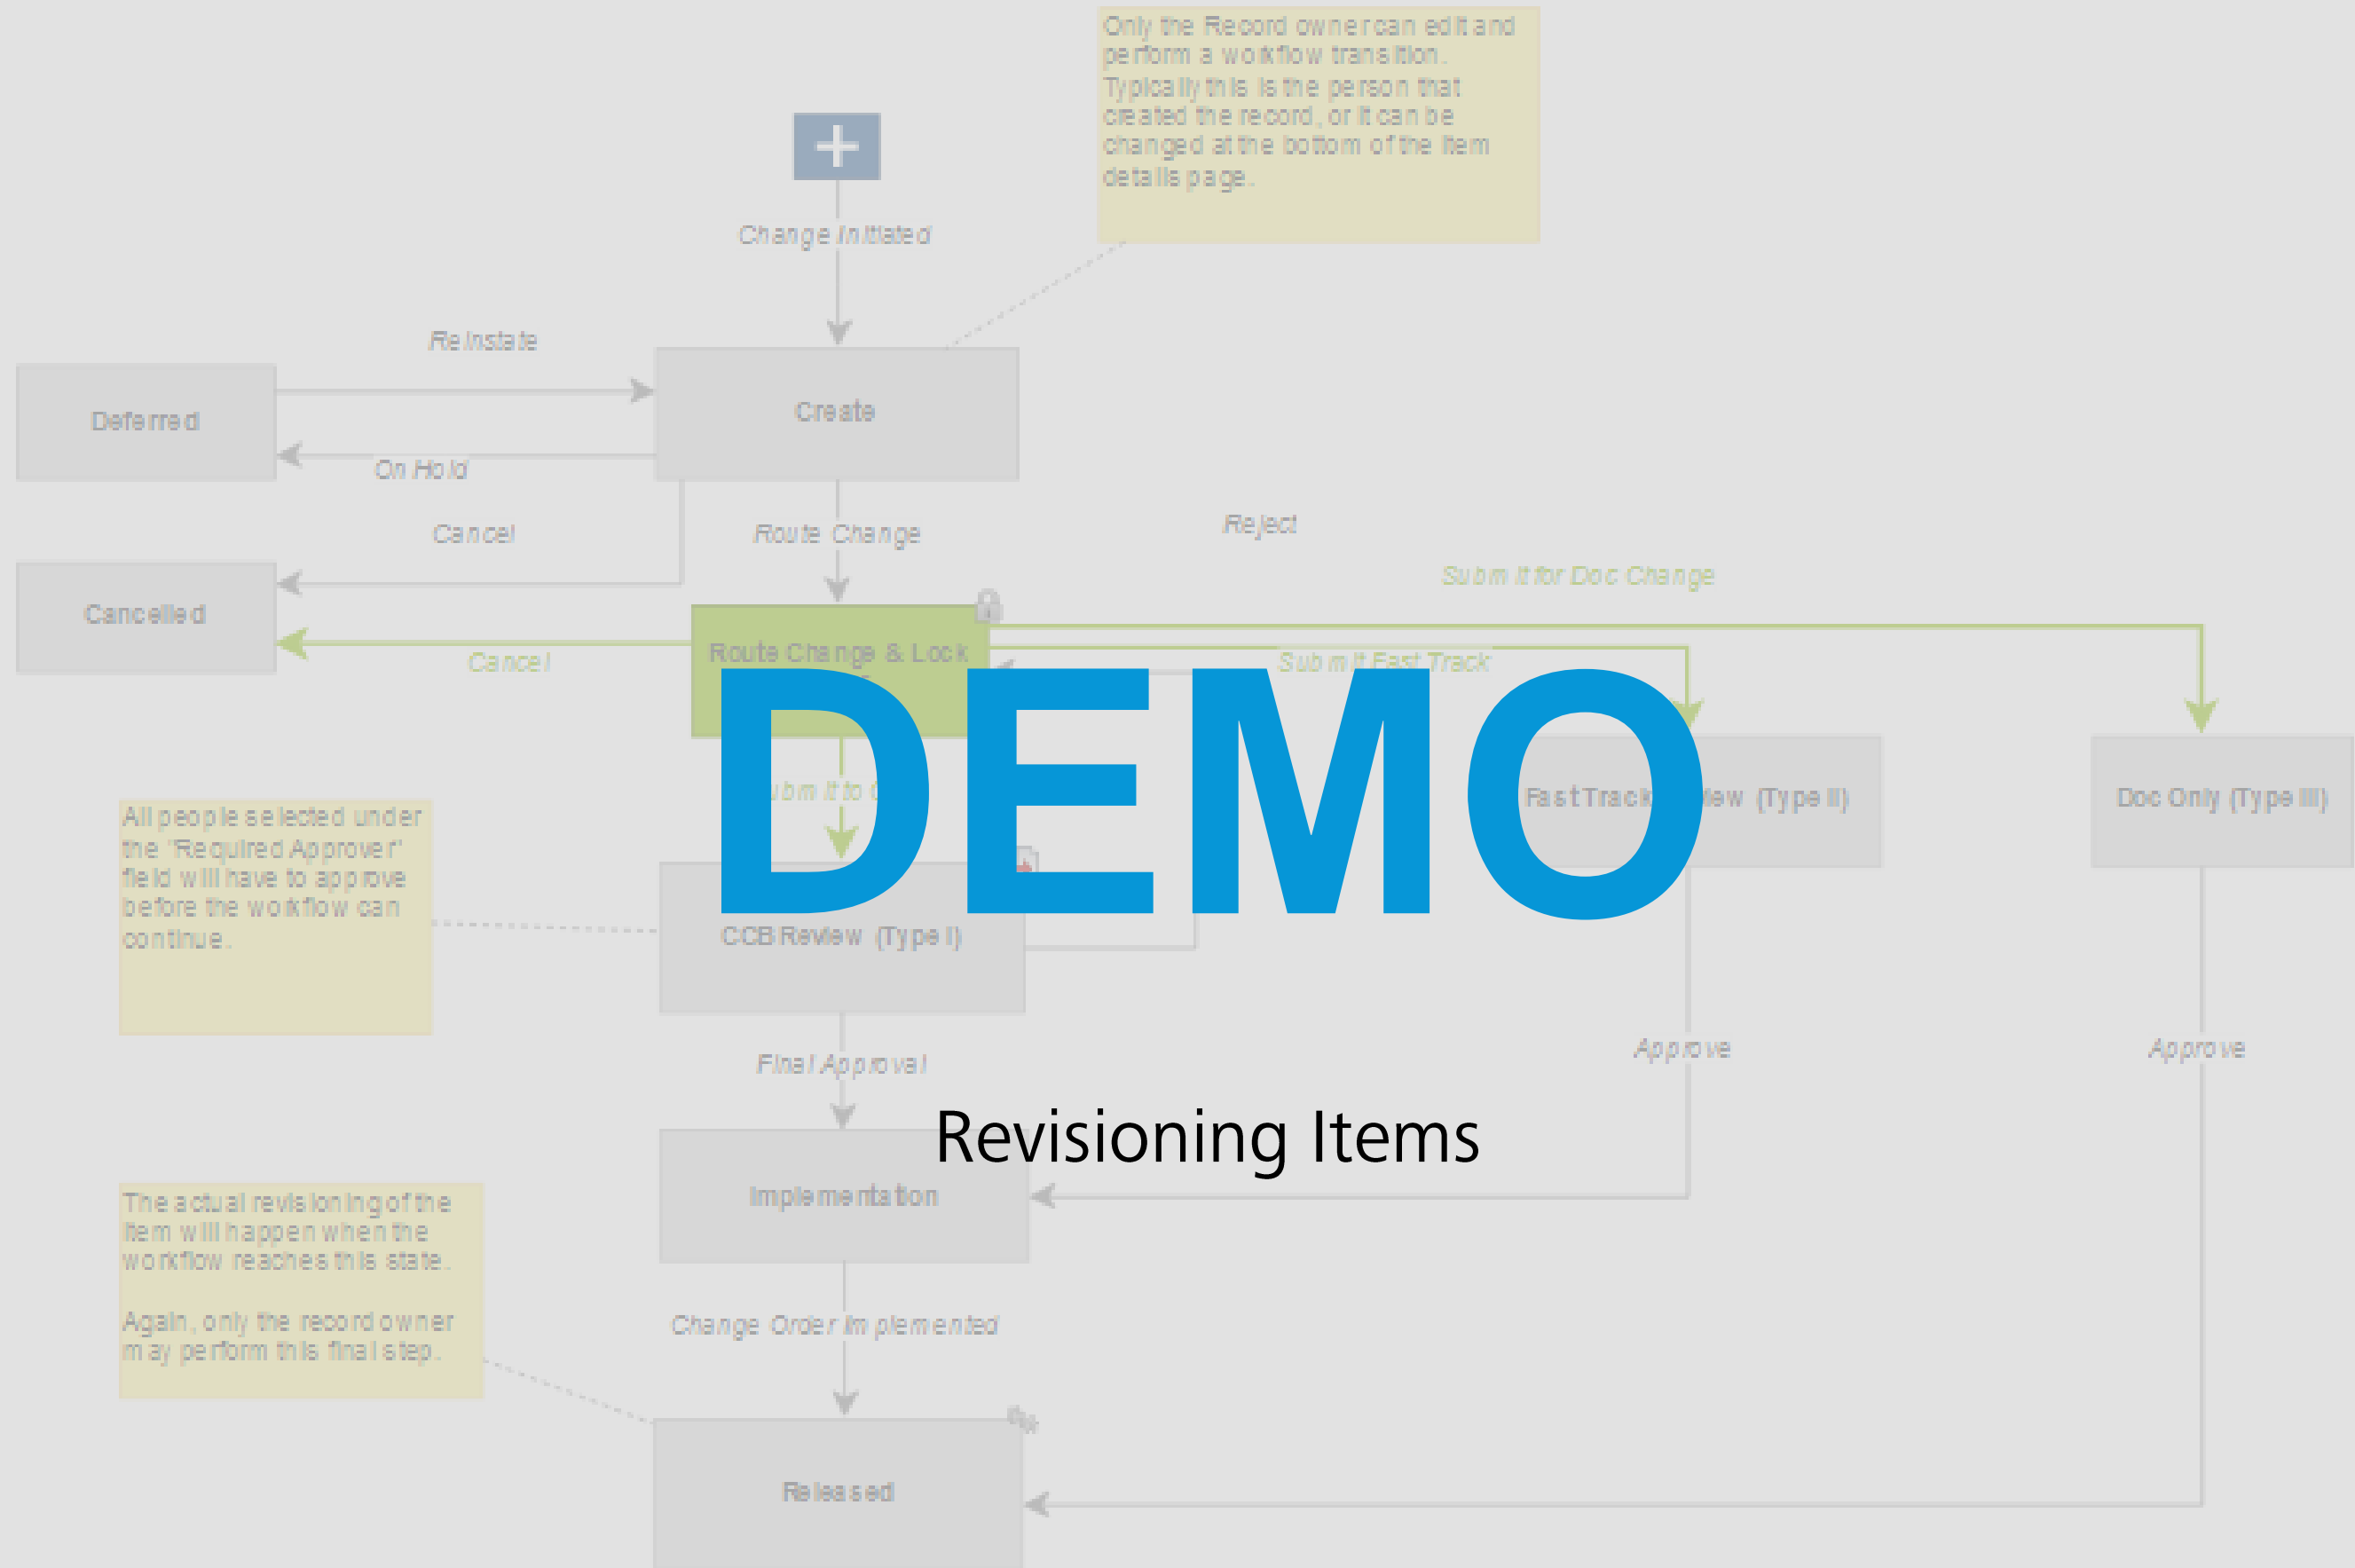 Only the Record owner can edit and
perform a workflow transition.
Typically this is the person that
created the record, or it can be
changed at the bottom of the item
details page.
Change Initiated
Reinstate
Deferred
Create
On Hold
Cancel
Route Change
Reject
Submit for Doc Change
Cancelled
Route Change & Lock
Cancel
Submit Fast Track
DEMO
Fast Track (Type II)
Doc Only (Type III)
All people selected under
the "Required Approver"
field will have to approve
before the workflow can
continue.
CCB Review (Type I)
Final Approval
Approve
Approve
Revisioning Items
Implementation
The actual revisioning of the
item will happen when the
workflow reaches this state.
Again, only the record owner
may perform this final step.
Change Order Implemented
Released